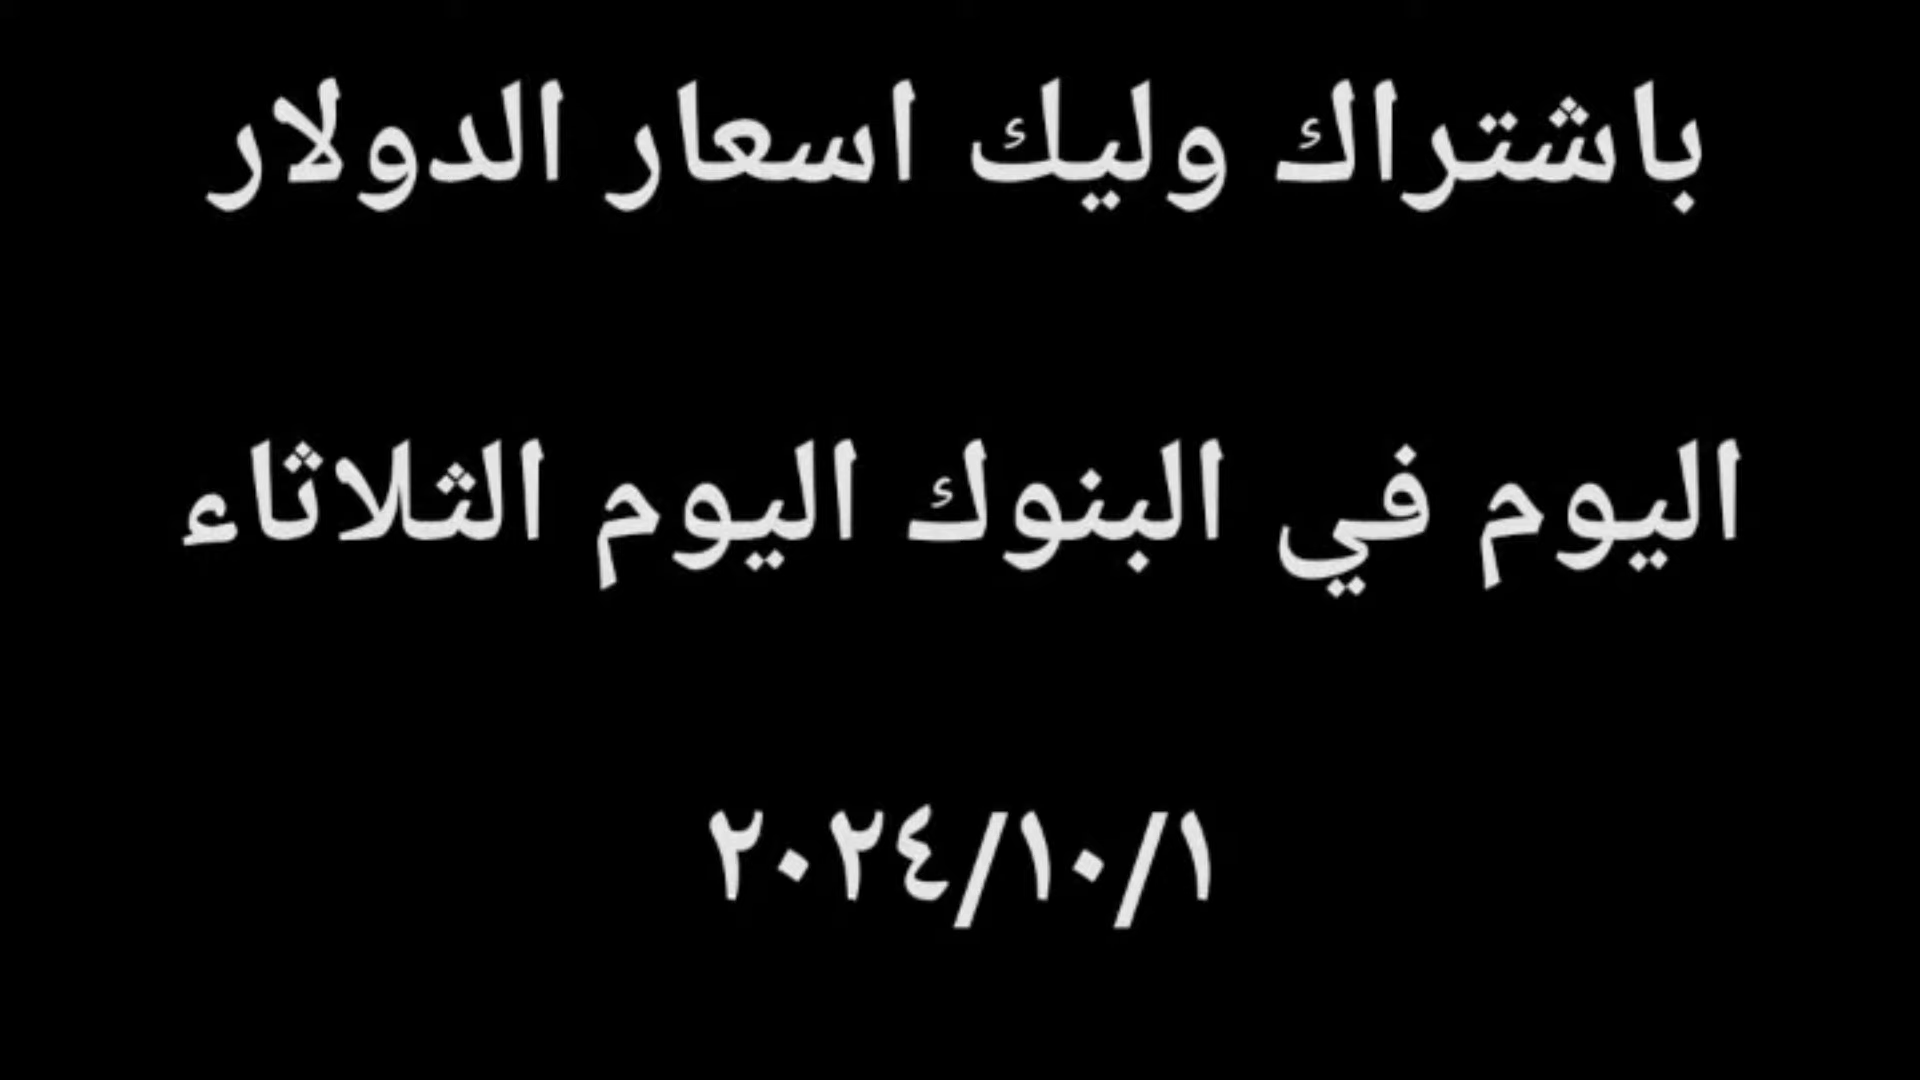 باشتراك وليك اسعار الدولار
اليوم في البنوك اليوم الثلاثاء
٢٠٢٤/١٠/١